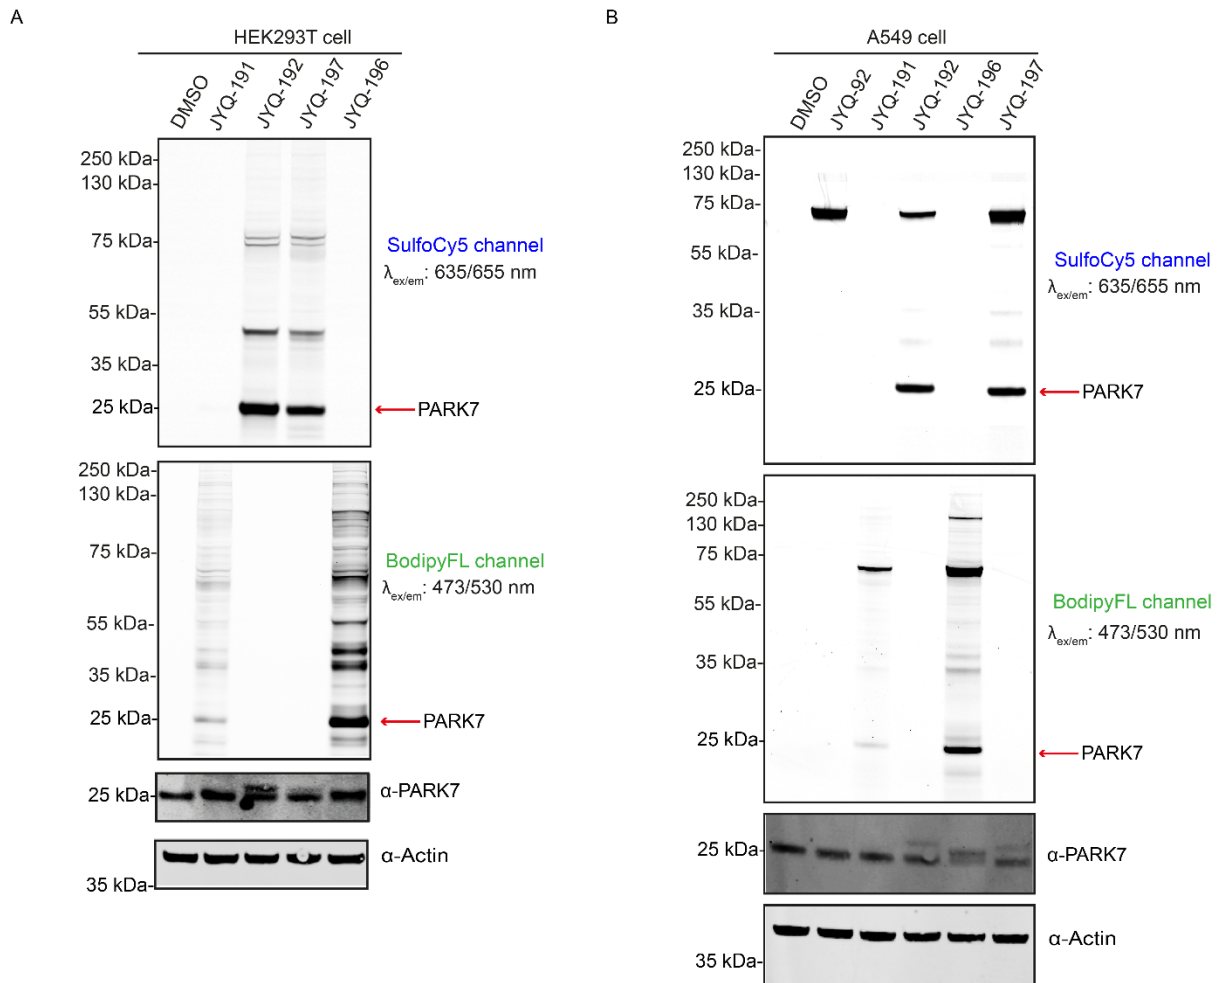 A
HEK293T cell
DMSO
JYQ-191
JYQ-192
JYQ-197
JYQ-196
250 kDa-
130 kDa-
75 kDa-
55 kDa-
35 kDa-
25 kDa-
SulfoCy5 channel
λex/em: 635/655 nm
PARK7
250 kDa-
130 kDa-
75 kDa-
55 kDa-
35 kDa-
25 kDa-
BodipyFL channel
λex/em: 473/530 nm
PARK7
25 kDa-
α-PARK7
α-Actin
35 kDa-
B
A549 cell
DMSO
JYQ-92
JYQ-191
JYQ-192
JYQ-196
JYQ-197
250 kDa-
130 kDa-
75 kDa-
55 kDa-
35 kDa-
25 kDa-
SulfoCy5 channel
λex/em: 635/655 nm
PARK7
250 kDa-
130 kDa-
75 kDa-
55 kDa-
35 kDa-
25 kDa-
BodipyFL channel
λex/em: 473/530 nm
PARK7
25 kDa-
α-PARK7
α-Actin
35 kDa-